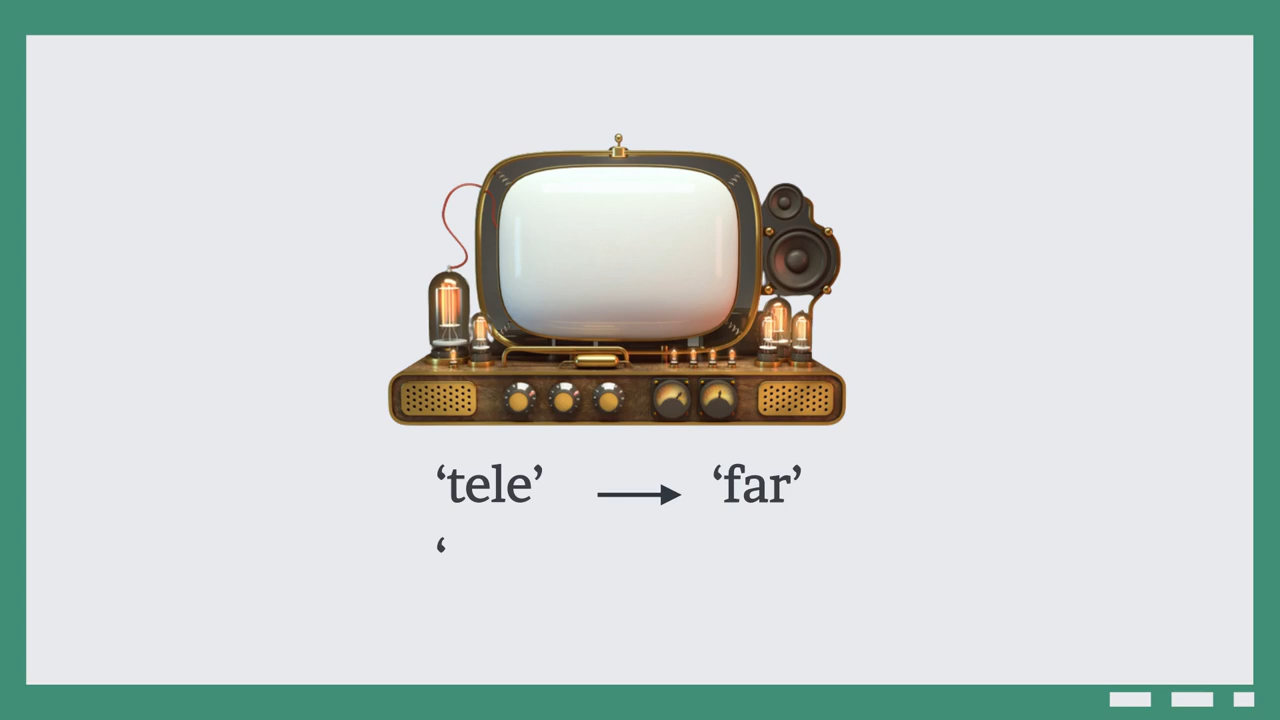 ‘tele’ → ‘far’
‘